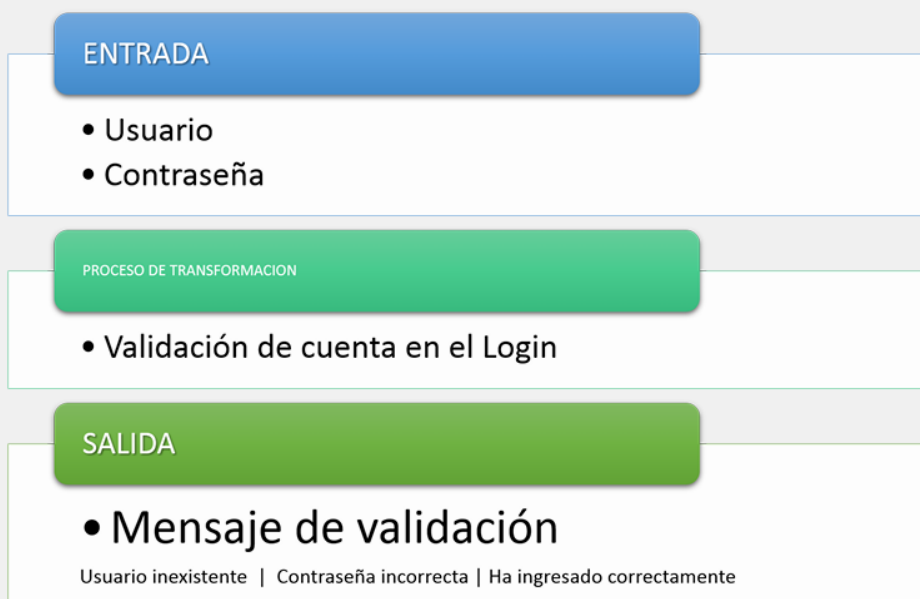 ENTRADA
• Usuario
• Contraseña
PROCESO DE TRANSFORMACION
• Validación de cuenta en el Login
SALIDA
• Mensaje de validación
Usuario inexistente | Contraseña incorrecta | Ha ingresado correctamente